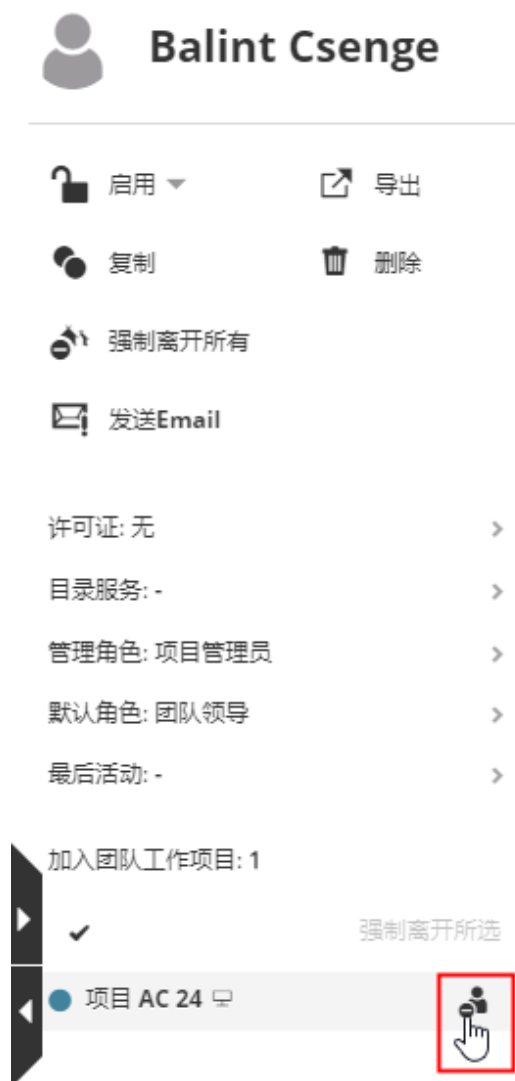 Balint Csenge
启用 导出
复制 删除
强制离开所有
发送Email
许可证: 无
目录服务: -
管理角色: 项目管理员
默认角色: 团队领导
最后活动: -
加入团队工作项目: 1
强制离开所选
项目 AC 24